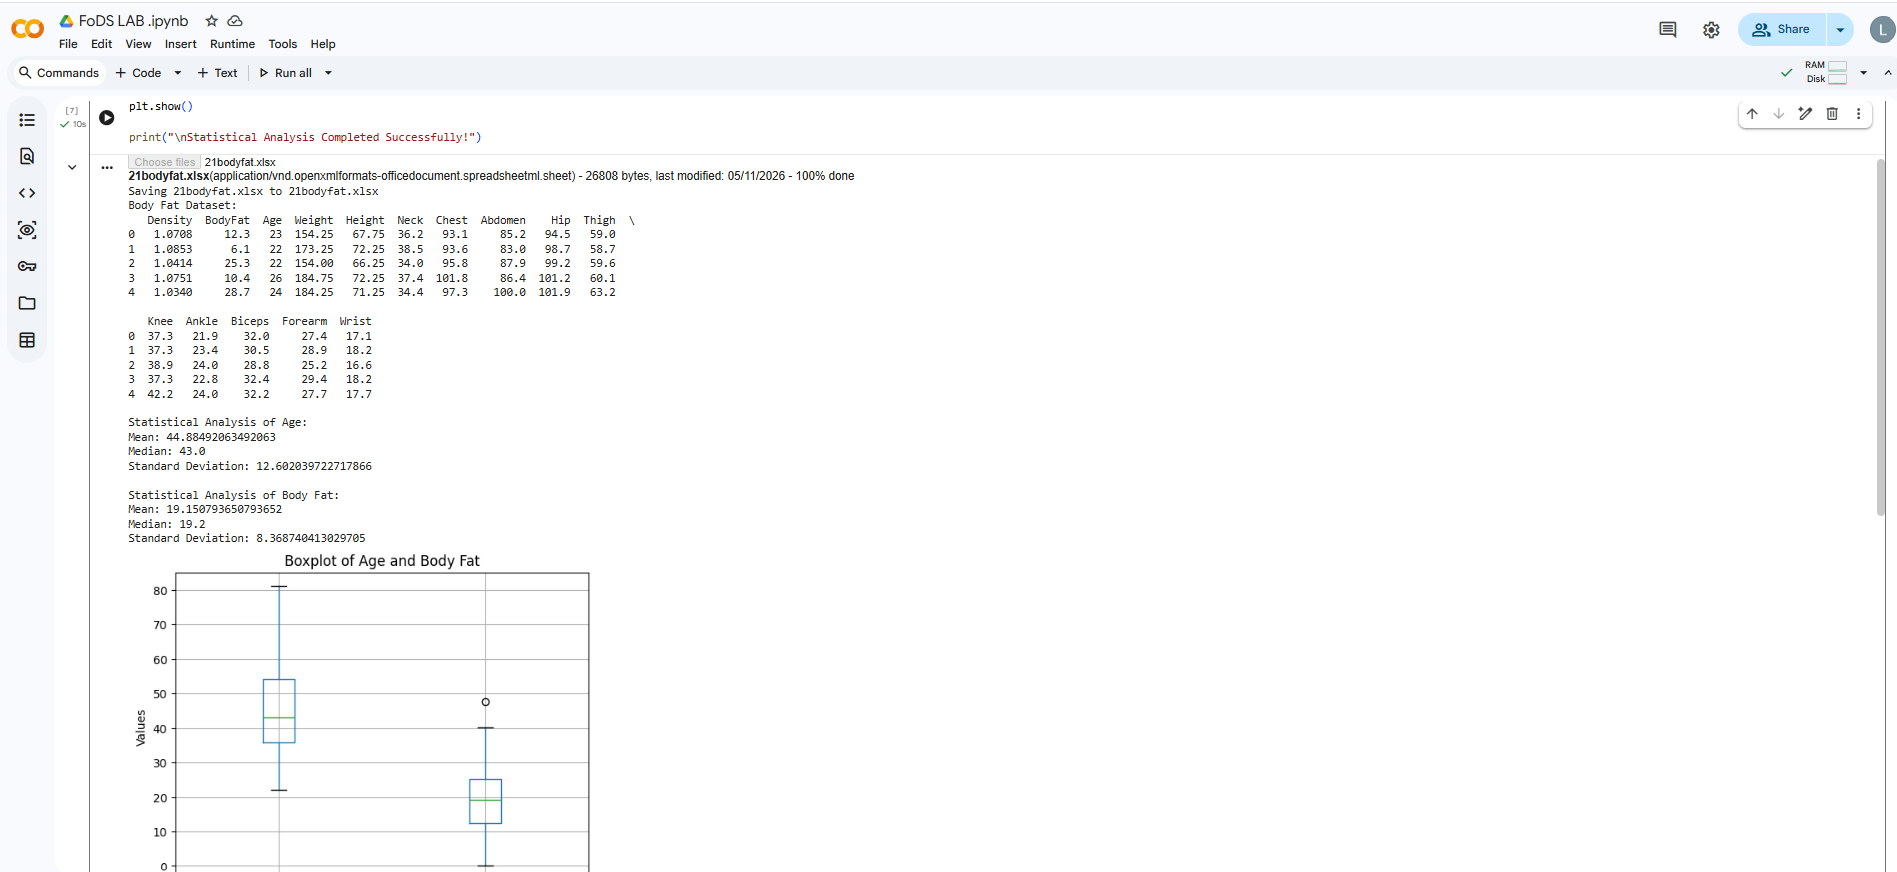 FoDS LAB .ipynb
File Edit View Insert Runtime Tools Help
Share
L
Commands + Code + Text Run all
RAM
Disk
[7]
10s
plt.show()
print("\nStatistical Analysis Completed Successfully!")
Choose files 21bodyfat.xlsx
21bodyfat.xlsx(application/vnd.openxmlformats-officedocument.spreadsheetml.sheet) - 26808 bytes, last modified: 05/11/2026 - 100% done
Saving 21bodyfat.xlsx to 21bodyfat.xlsx
Body Fat Dataset:
Density BodyFat Age Weight Height Neck Chest Abdomen Hip Thigh \
0 1.0708 12.3 23 154.25 67.75 36.2 93.1 85.2 94.5 59.0
1 1.0853 6.1 22 173.25 72.25 38.5 93.6 83.0 98.7 58.7
2 1.0414 25.3 22 154.00 66.25 34.0 95.8 87.9 99.2 59.6
3 1.0751 10.4 26 184.75 72.25 37.4 101.8 86.4 101.2 60.1
4 1.0340 28.7 24 184.25 71.25 34.4 97.3 100.0 101.9 63.2
Knee Ankle Biceps Forearm Wrist
0 37.3 21.9 32.0 27.4 17.1
1 37.3 23.4 30.5 28.9 18.2
2 38.9 24.0 28.8 25.2 16.6
3 37.3 22.8 32.4 29.4 18.2
4 42.2 24.0 32.2 27.7 17.7
Statistical Analysis of Age:
Mean: 44.88492063492063
Median: 43.0
Standard Deviation: 12.602039722717866
Statistical Analysis of Body Fat:
Mean: 19.150793650793652
Median: 19.2
Standard Deviation: 8.368740413029705
Boxplot of Age and Body Fat
80
70
60
50
40
30
20
10
0
Values